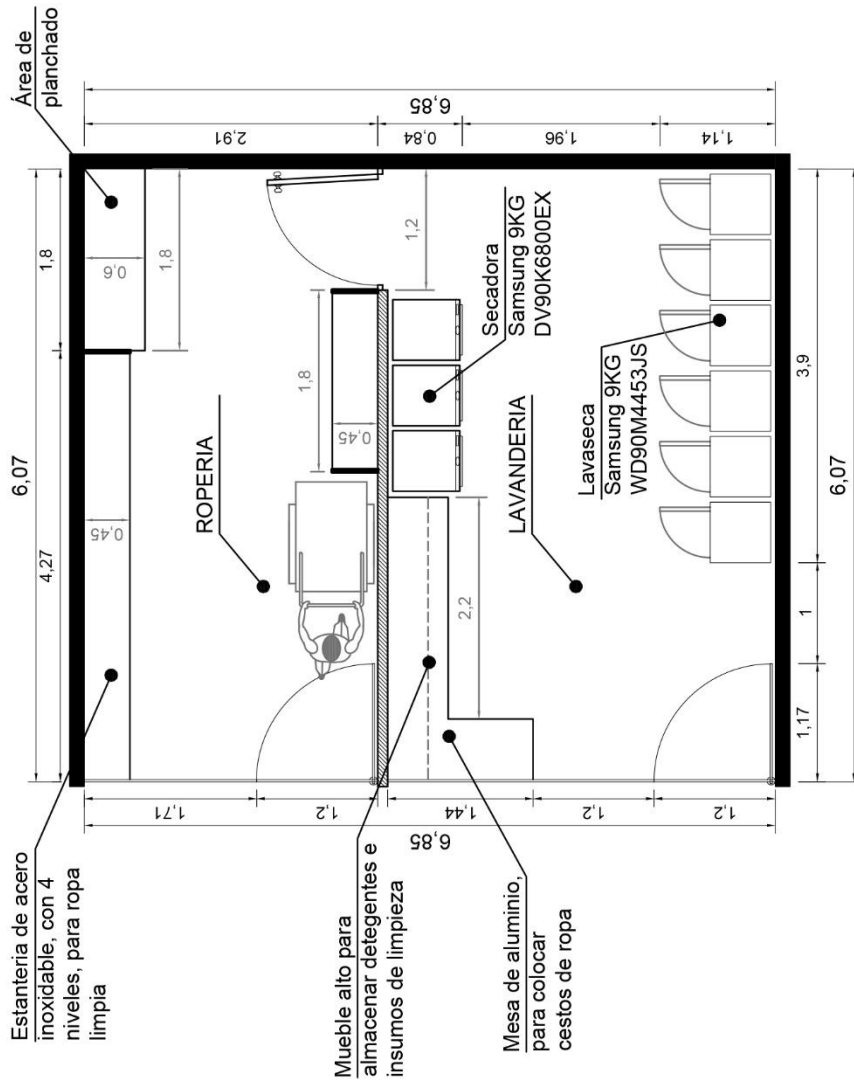 Estanteria de acero
inoxidable, con 4
niveles, para ropa
limpia
Área de
planchado
6,07
4,27
1,8
0,45
0,6
1,8
1,71
1,2
6,85
1,44
1,2
1,2
ROPERIA
1,8
0,45
1,2
2,91
6,85
0,84
1,96
1,14
Mueble alto para
almacenar detegentes e
insumos de limpieza
Mesa de aluminio,
para colocar
cestos de ropa
2,2
Secadora
Samsung 9KG
DV90K6800EX
LAVANDERIA
Lavaseca
Samsung 9KG
WD90M4453JS
1,17
1
3,9
6,07